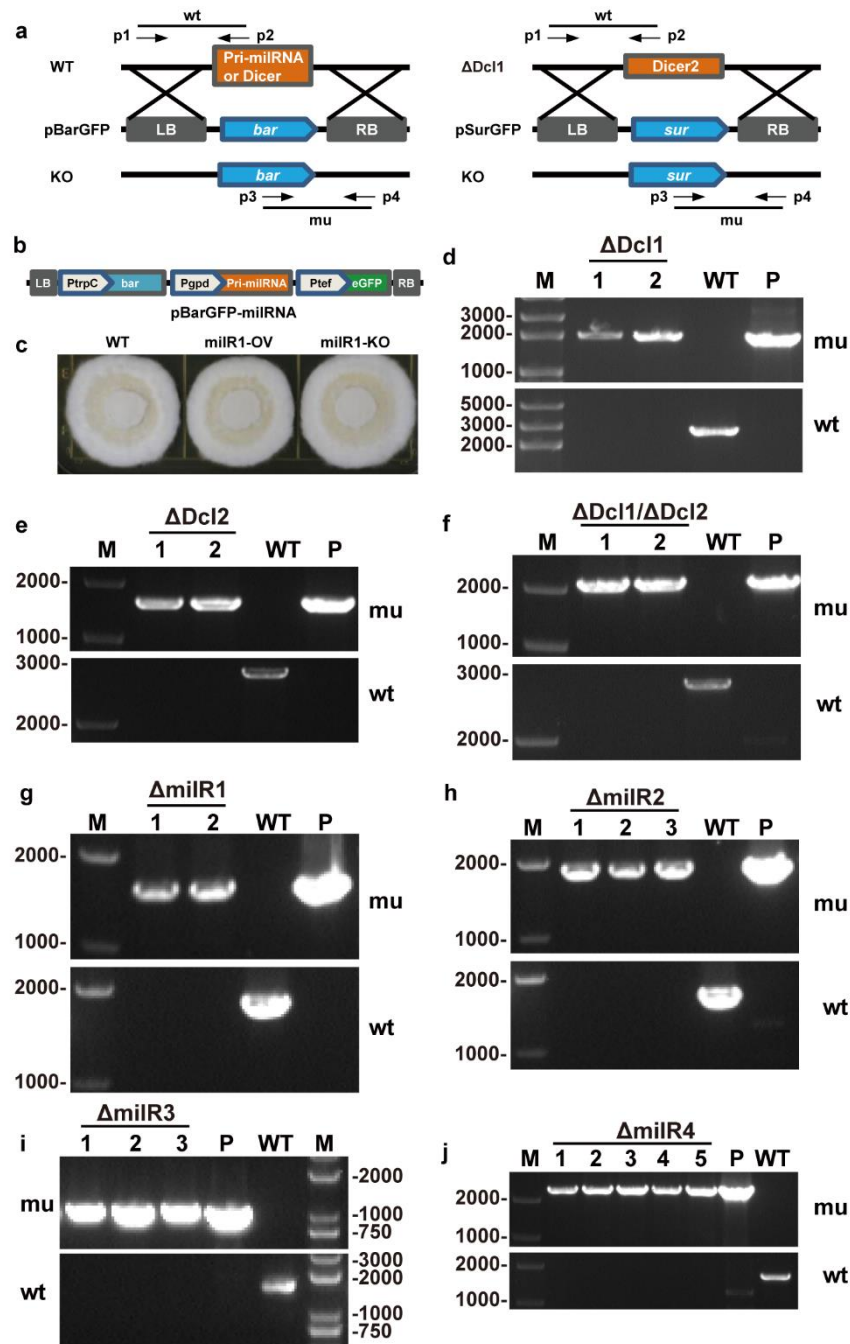 a
wt
p1 p2
WT Pri-milRNA or Dicer
pBarGFP LB bar RB
KO bar
p3 p4
mu
wt
p1 p2
ΔDcl1 Dicer2
pSurGFP LB sur RB
KO sur
p3 p4
mu
b
LB PtrpC bar Pgpd Pri-milRNA Ptef eGFP RB
pBarGFP-milRNA
c
WT milR1-OV milR1-KO
d
ΔDcl1
M 1 2 WT P
3000-
2000-
1000-
mu
5000-
3000-
2000-
wt
e
ΔDcl2
M 1 2 WT P
2000-
1000-
mu
3000-
2000-
wt
f
ΔDcl1/ΔDcl2
M 1 2 WT P
2000-
1000-
mu
3000-
2000-
wt
g
ΔmilR1
M 1 2 WT P
2000-
1000-
mu
2000-
1000-
wt
h
ΔmilR2
M 1 2 3 WT P
2000-
1000-
mu
2000-
1000-
wt
i
ΔmilR3
1 2 3 P WT M
mu
-2000
-1000
-750
wt
-3000
-2000
-1000
-750
j
ΔmilR4
M 1 2 3 4 5 P WT
2000-
1000-
mu
2000-
1000-
wt